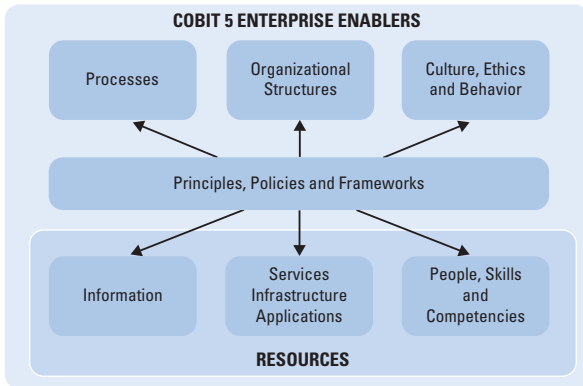 COBIT 5 ENTERPRISE ENABLERS
Processes
Organizational
Structures
Culture, Ethics
and Behavior
Principles, Policies and Frameworks
Information
Services
Infrastructure
Applications
People, Skills
and
Competencies
RESOURCES